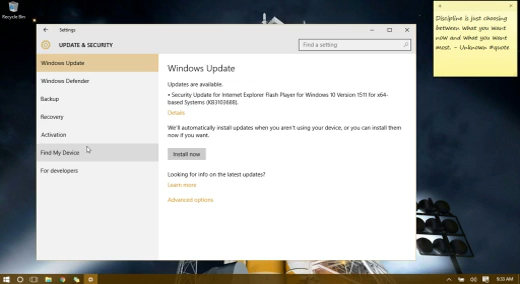 Recycle Bin
Settings
UPDATE & SECURITY
Find a setting
Windows Update
Windows Defender
Backup
Recovery
Activation
Find My Device
For developers
Windows Update
Updates are available.
• Security Update for Internet Explorer Flash Player for Windows 10 Version 1511 for x64-
based Systems (KB3103688).
Details
We'll automatically install updates when you aren't using your device, or you can install them
now if you want.
Install now
Looking for info on the latest updates?
Learn more
Advanced options
Discipline is just choosing
between what you want
now and what you want
most. - Unknown #quote
9:33 AM